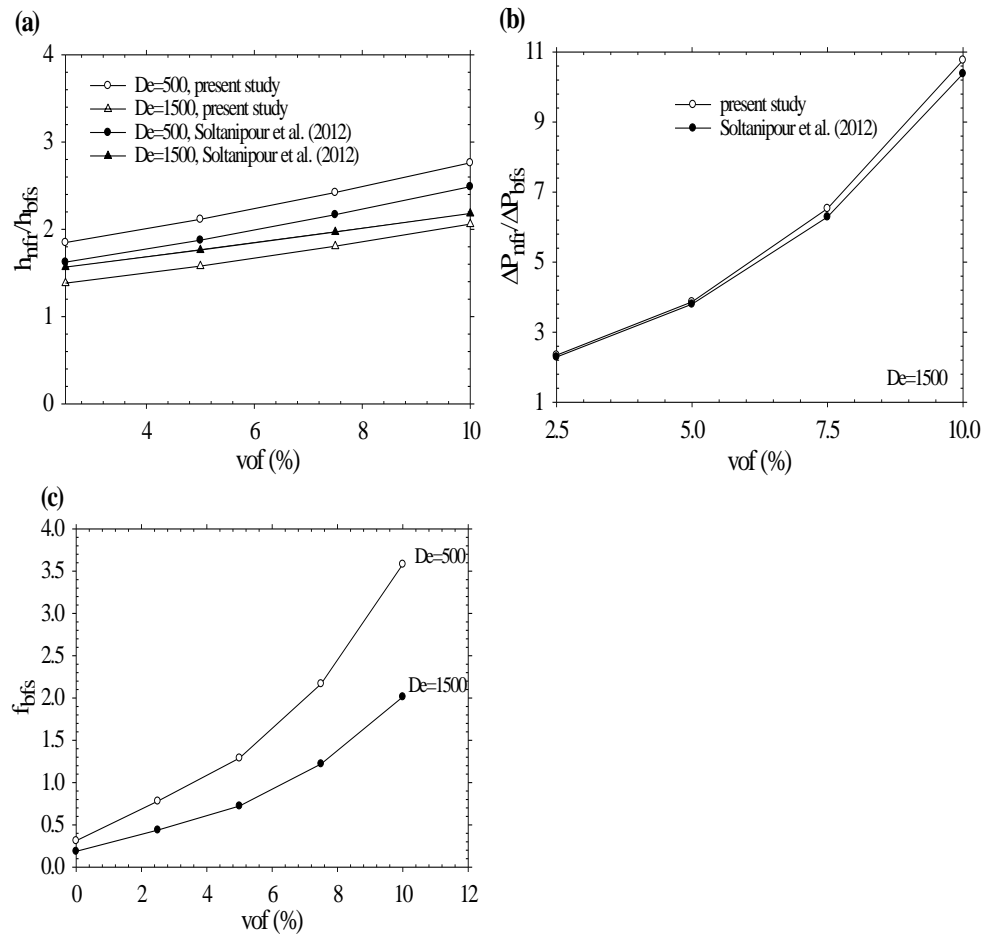 (a)
4
3
2
1
0
h_nfr/h_bfs
De=500, present study
De=1500, present study
De=500, Soltanipour et al. (2012)
De=1500, Soltanipour et al. (2012)
4
6
8
10
vof (%)
(b)
11
9
7
5
3
1
ΔP_nfr/ΔP_bfs
present study
Soltanipour et al. (2012)
De=1500
2.5
5.0
7.5
10.0
vof (%)
(c)
4.0
3.5
3.0
2.5
2.0
1.5
1.0
0.5
0.0
f_bfs
De=500
De=1500
0
2
4
6
8
10
12
vof (%)